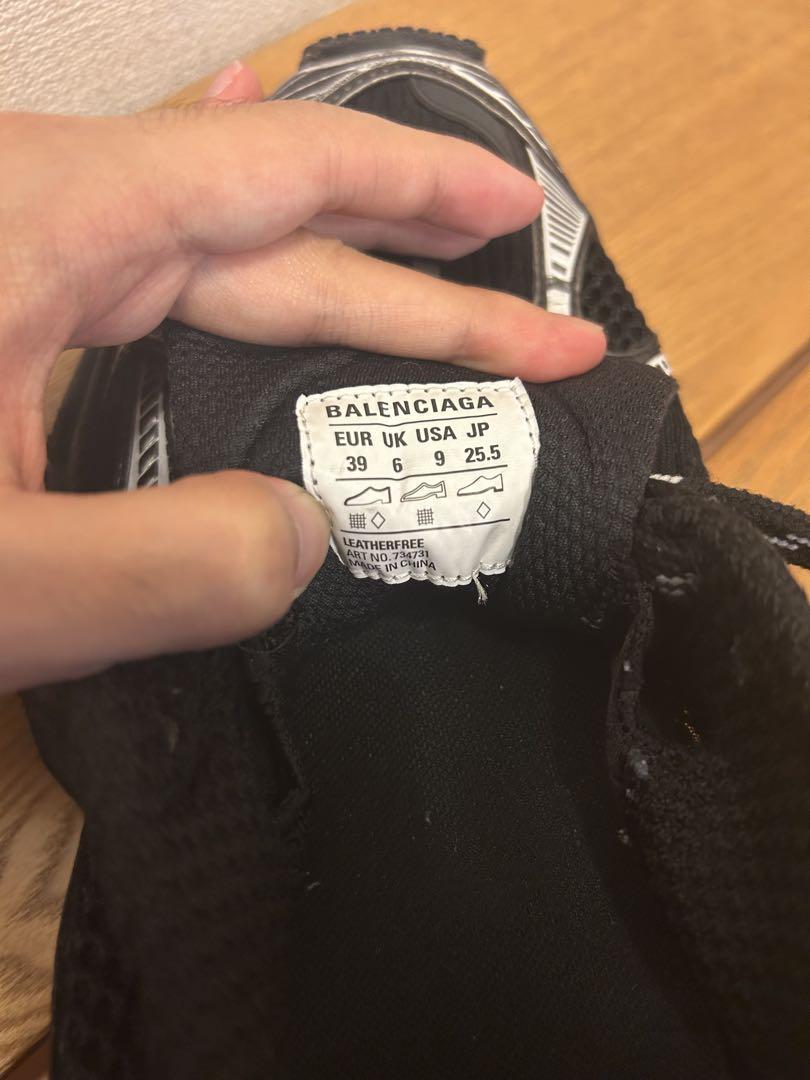 BALENCIAGA
EUR UK USA JP
39 6 9 25.5
LEATHERFREE
ART NO. 734731
MADE IN CHINA